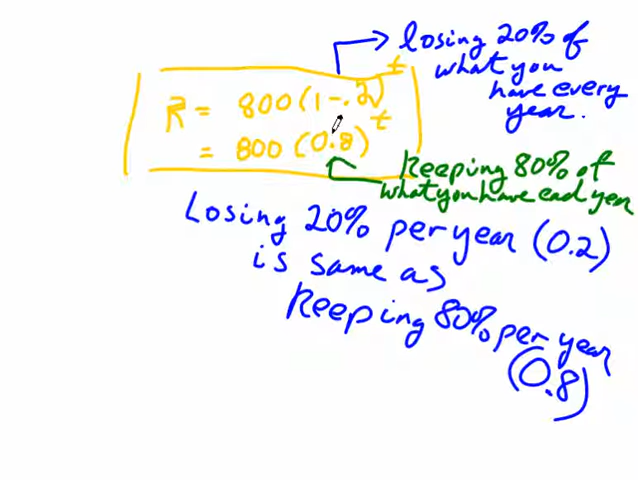 losing 20% of
what you
have every
year.
R = 800(1-.2)^t
= 800(0.8)^t
Keeping 80% of
what you have each year
Losing 20% per year (0.2)
is same as
Keeping 80% per year
(0.8)